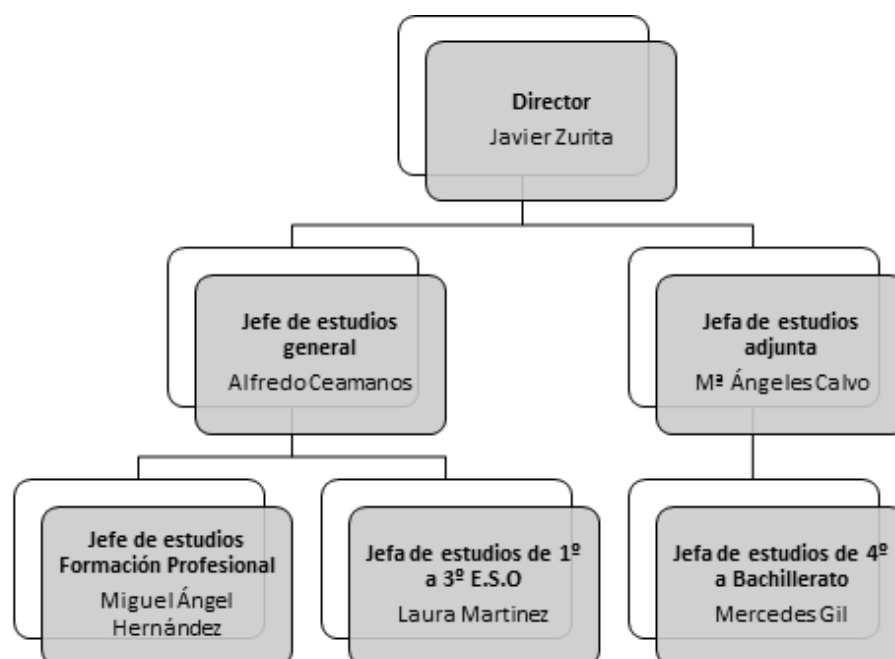 Director
Javier Zurita
Jefe de estudios
general
Alfredo Ceamanos
Jefa de estudios
adjunta
Mª Ángeles Calvo
Jefe de estudios
Formación Profesional
Miguel Ángel
Hernández
Jefa de estudios de 1º
a 3º E.S.O
Laura Martinez
Jefa de estudios de 4º
a Bachillerato
Mercedes Gil